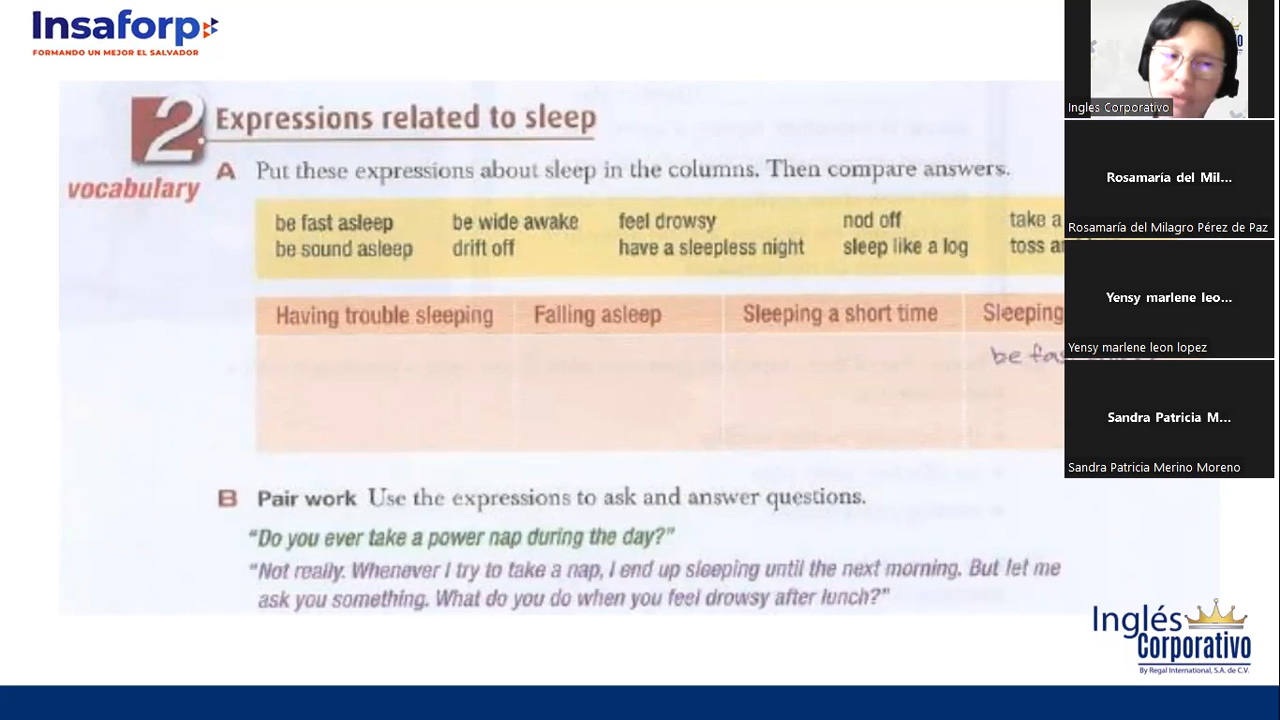 Insaforp
FORMANDO UN MEJOR EL SALVADOR
2 Expressions related to sleep
vocabulary
A Put these expressions about sleep in the columns. Then compare answers.
be fast asleep be wide awake feel drowsy nod off take a
be sound asleep drift off have a sleepless night sleep like a log toss
Having trouble sleeping Falling asleep Sleeping a short time Sleeping
be
B Pair work Use the expressions to ask and answer questions.
"Do you ever take a power nap during the day?"
"Not really. Whenever I try to take a nap, I end up sleeping until the next morning. But let me
ask you something. What do you do when you feel drowsy after lunch?"
Ingles Corporativo
Rosamaría del Mil...
Rosamaría del Milagro Pérez de Paz
Yensy marlene leo...
Yensy marlene leon lopez
Sandra Patricia M...
Sandra Patricia Merino Moreno
Inglés
Corporativo
By Regal International, S.A. de C.V.